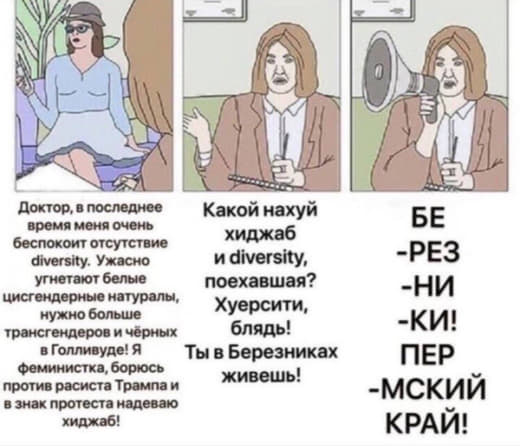 Доктор, в последнее
время меня очень
беспокоит отсутствие
diversity. Ужасно
угнетают белые
цисгендерные натуралы,
нужно больше
трансгендеров и чёрных
в Голливуде! Я
феминистка, борюсь
против расиста Трампа и
в знак протеста надеваю
хиджаб!
Какой нахуй
хиджаб
и diversity,
поехавшая?
Хуерсити,
блядь!
Ты в Березниках
живешь!
БЕ
-РЕЗ
-НИ
-КИ!
ПЕР
-МСКИЙ
КРАЙ!